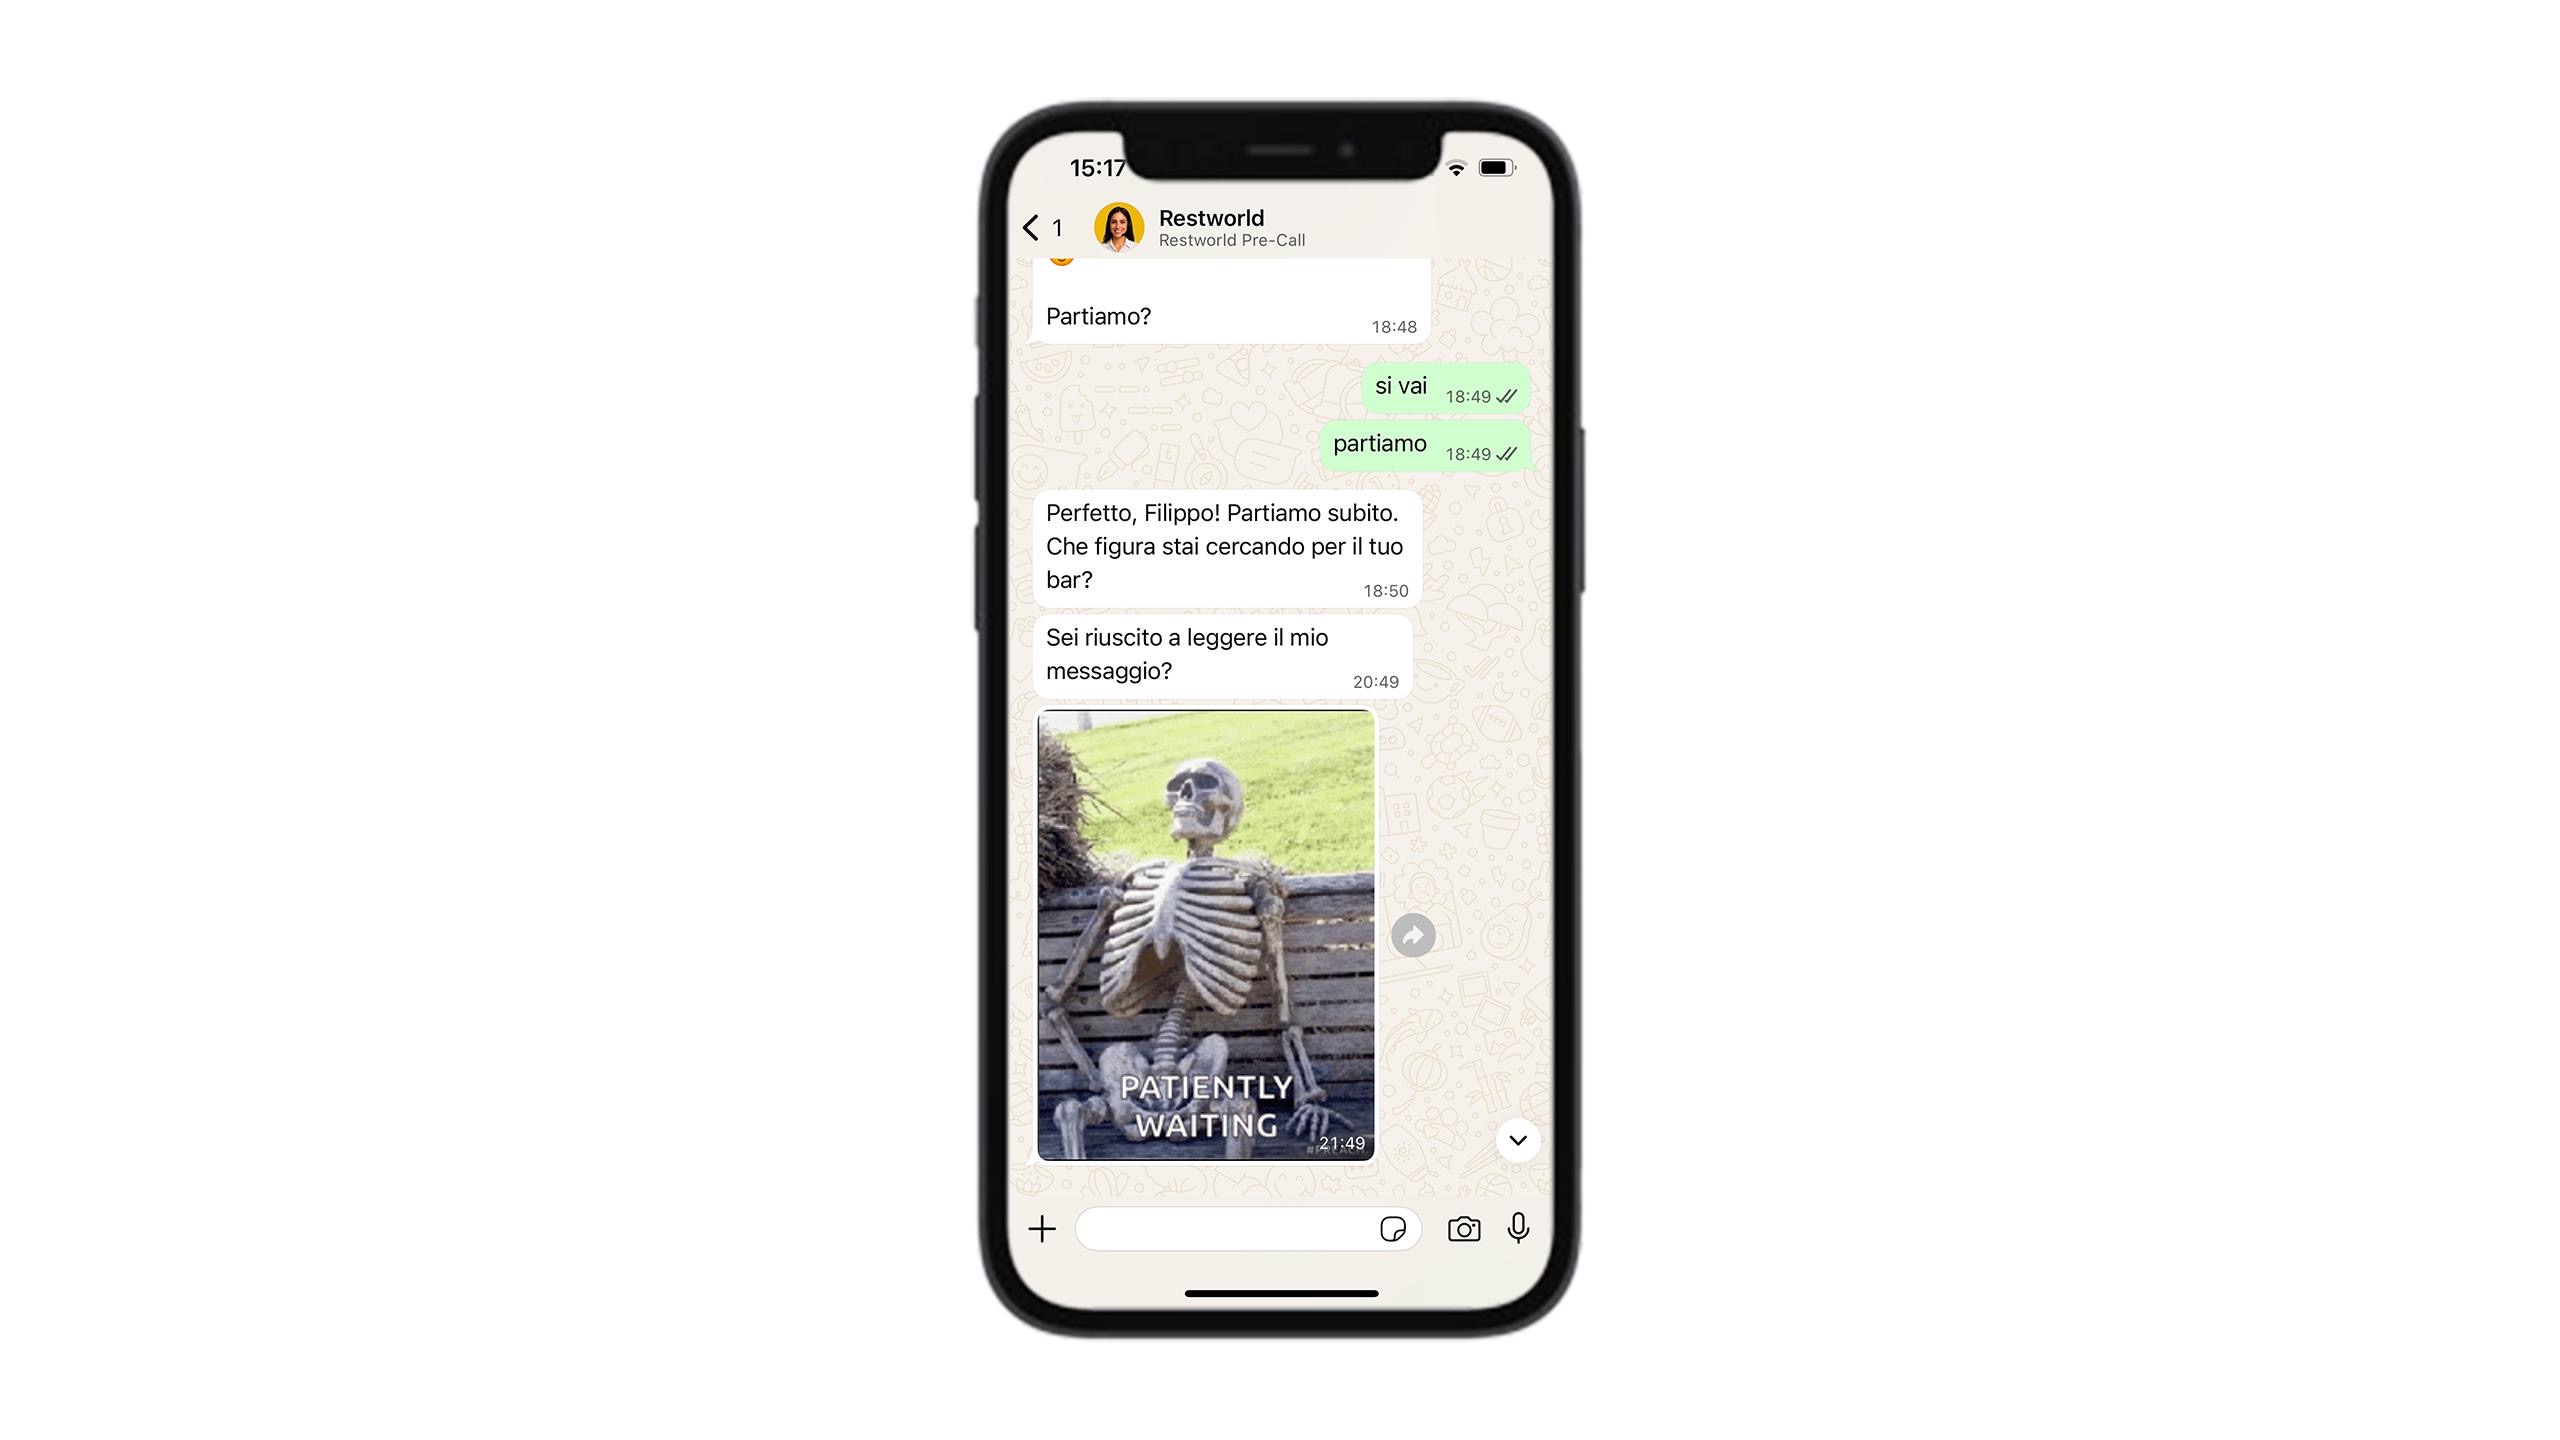 15:17
1
Restworld
Restworld Pre-Call
Partiamo?
18:48
si vai 18:49
partiamo 18:49
Perfetto, Filippo! Partiamo subito.
Che figura stai cercando per il tuo
bar?
18:50
Sei riuscito a leggere il mio
messaggio?
20:49
PATIENTLY
WAITING
21:49